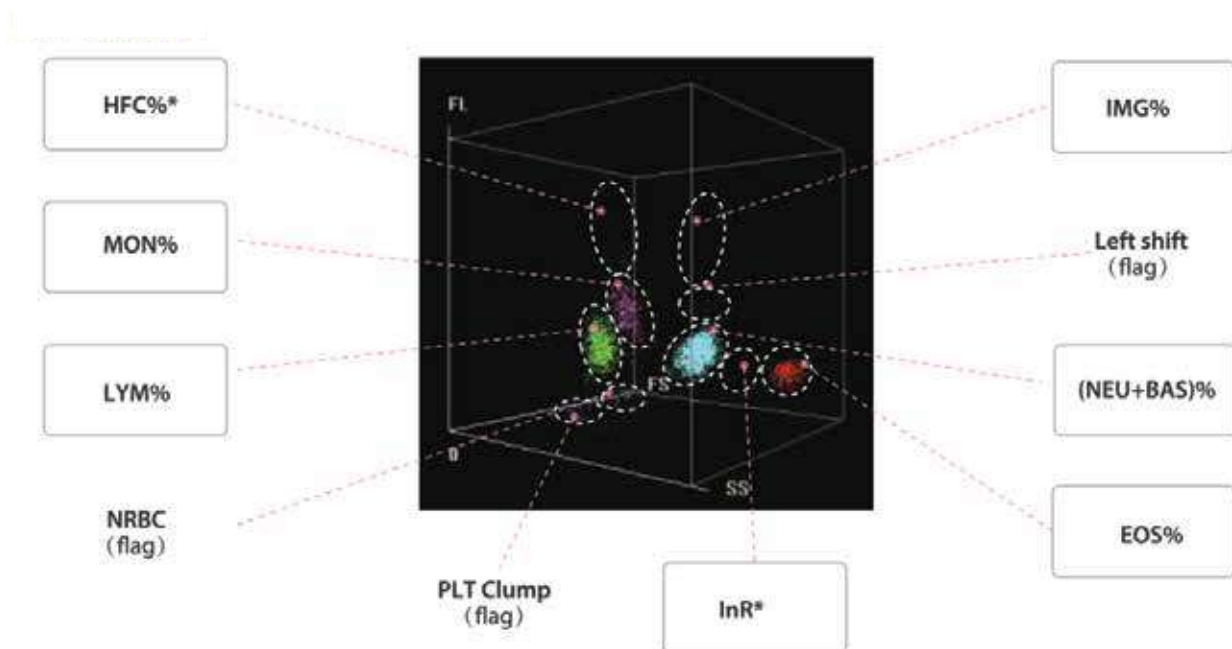 HFC%*
IMG%
FL
MON%
Left shift
(flag)
LYM%
FS
(NEU+BAS)%
0
SS
NRBC
(flag)
EOS%
PLT Clump
(flag)
InR*